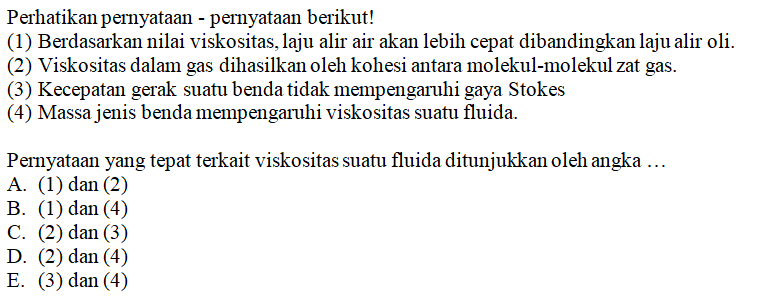 Perhatikan pernyataan - pernyataan berikut!
(1) Berdasarkan nilai viskositas, laju alir air akan lebih cepat dibandingkan laju alir oli.
(2) Viskositas dalam gas dihasilkan oleh kohesi antara molekul-molekul zat gas.
(3) Kecepatan gerak suatu benda tidak mempengaruhi gaya Stokes
(4) Massa jenis benda mempengaruhi viskositas suatu fluida.
Pernyataan yang tepat terkait viskositas suatu fluida ditunjukkan oleh angka …
A. (1) dan (2)
B. (1) dan (4)
C. (2) dan (3)
D. (2) dan (4)
E. (3) dan (4)